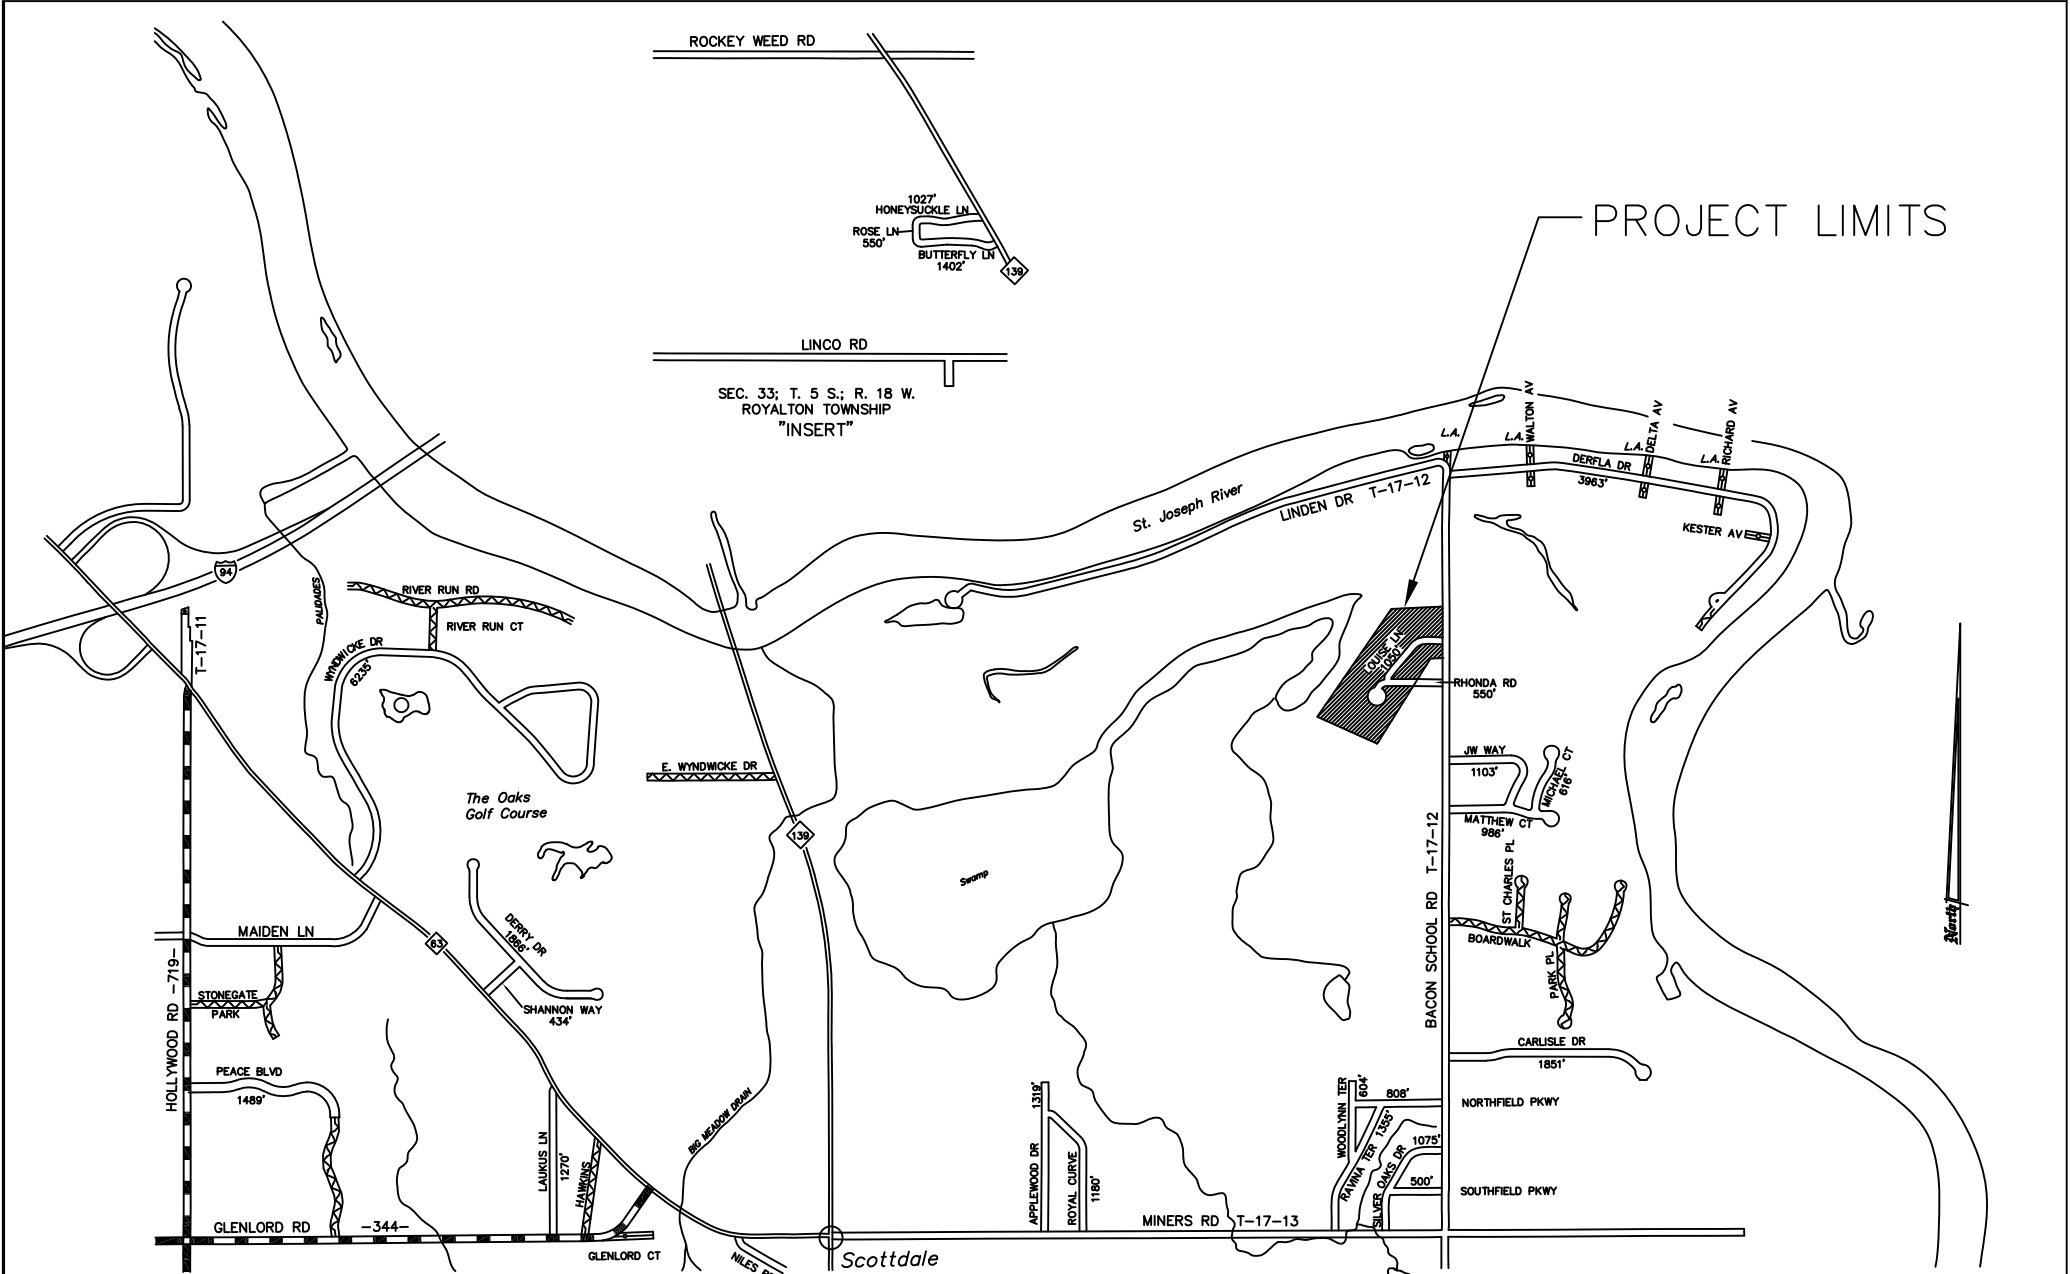 ROCKEY WEED RD
1027'
HONEYSUCKLE LN
ROSE LN
550'
BUTTERFLY LN
1402'
139
PROJECT LIMITS
LINCO RD
SEC. 33; T. 5 S.; R. 18 W.
ROYALTON TOWNSHIP
"INSERT"
L.A.
L.A.
WALTON AV
L.A.
DELTA AV
L.A.
RICHARD AV
DERFLA DR
3963'
KESTER AV
St. Joseph River
LINDEN DR T-17-12
94
PALIDADES
RIVER RUN RD
RIVER RUN CT
T-17-11
WYNDWICKE DR
6235'
LOUISE LN
1050'
RHONDA RD
550'
E. WYNDWICKE DR
The Oaks
Golf Course
139
JW WAY
1103'
MICHAEL CT
616'
MATTHEW CT
986'
Swamp
BACON SCHOOL RD T-17-12
ST CHARLES PL
BOARDWALK
PARK PL
North
MAIDEN LN
63
DERRY DR
1866'
SHANNON WAY
434'
STONEGATE
PARK
HOLLYWOOD RD -719-
PEACE BLVD
1489'
CARLISLE DR
1851'
BIG MEADOW DRAIN
LAUKUS LN
1270'
HAWKINS
APPLEWOOD DR
1319'
ROYAL CURVE
1180'
WOODLYNN TER
604'
808'
NORTHFIELD PKWY
RAVINA TER 1355'
SILVER OAKS DR
1075'
500'
SOUTHFIELD PKWY
GLENLORD RD
-344-
GLENLORD CT
MINERS RD T-17-13
Scottdale
NILES